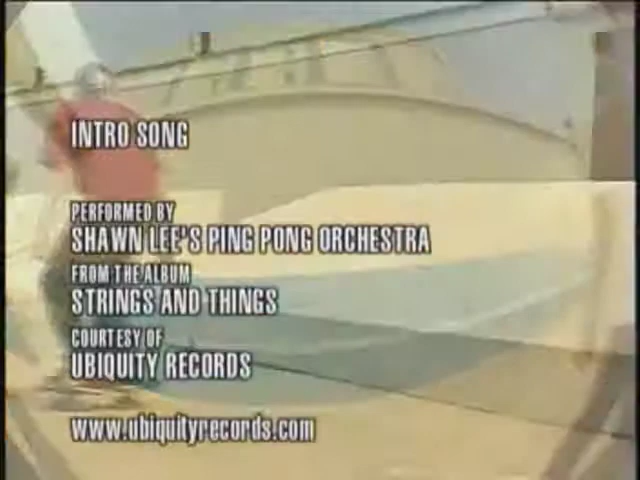 INTRO SONG
PERFORMED BY
SHAWN LEE'S PING PONG ORCHESTRA
FROM THE ALBUM
STRINGS AND THINGS
COURTESY OF
UBIQUITY RECORDS
www.ubiquityrecords.com